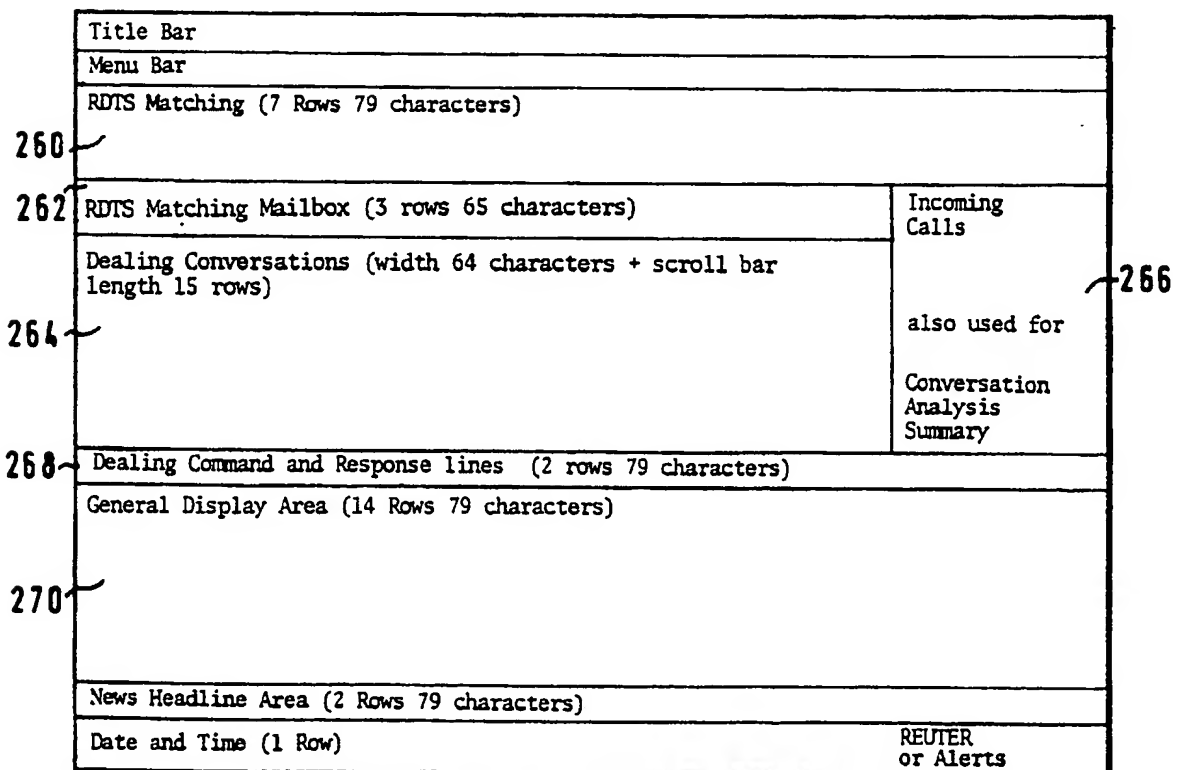 Title Bar
Menu Bar
RDTS Matching (7 Rows 79 characters)
260
262
RDTS Matching Mailbox (3 rows 65 characters)
Incoming
Calls
Dealing Conversations (width 64 characters + scroll bar
length 15 rows)
266
264
also used for
Conversation
Analysis
Summary
268
Dealing Command and Response lines (2 rows 79 characters)
General Display Area (14 Rows 79 characters)
270
News Headline Area (2 Rows 79 characters)
Date and Time (1 Row)
REUTER
or Alerts